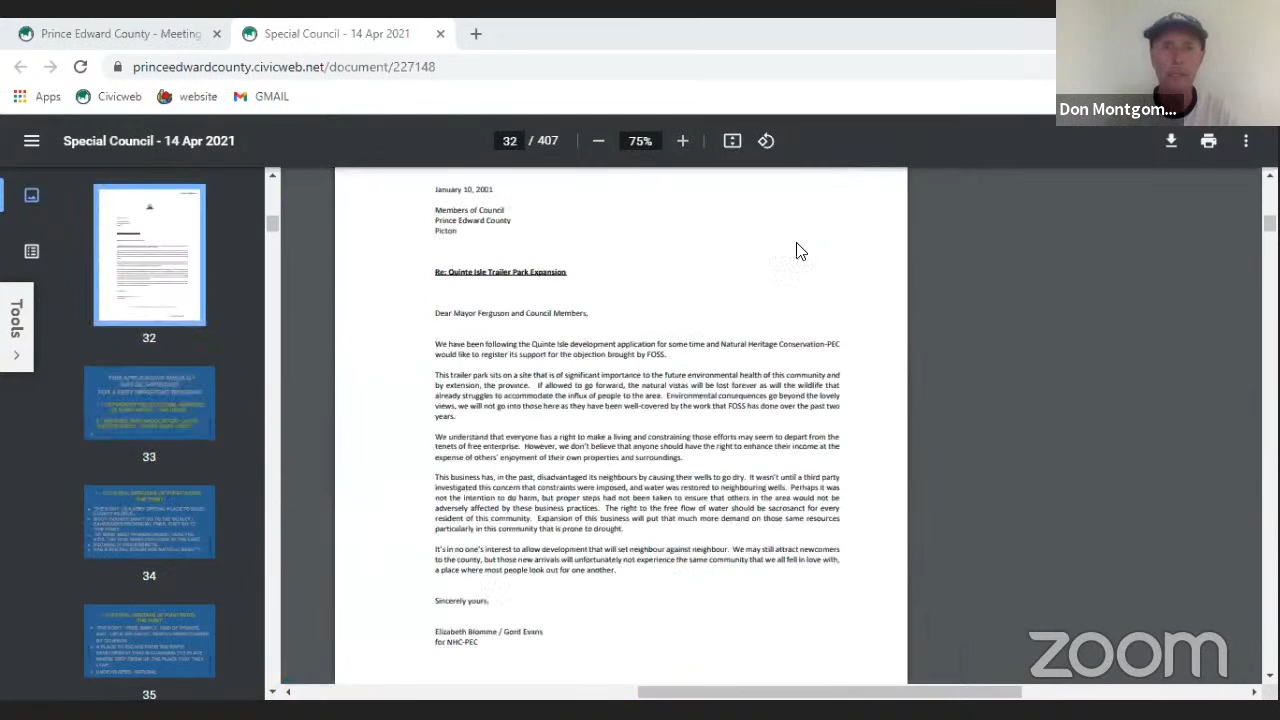 Prince Edward County - Meeting
Special Council - 14 Apr 2021
princeedwardcounty.civicweb.net/document/227148
Apps
Civicweb
website
GMAIL
Don Montgom...
Special Council - 14 Apr 2021
32 / 407
75%
Tools
32
33
34
35
January 10, 2001
Members of Council
Prince Edward County
Picton
Re: Quinte Isle Trailer Park Expansion
Dear Mayor Ferguson and Council Members,
We have been following the Quinte Isle development application for some time and Natural Heritage Conservation-PEC
would like to register its support for the objection brought by FOSS.
This trailer park sits on a site that is of significant importance to the future environmental health of this community and
by extension, the province. If allowed to go forward, the natural vistas will be lost forever as will the wildlife that
already struggles to accommodate the influx of people to the area. Environmental consequences go beyond the lovely
views, we will not go into those here as they have been well-covered by the work that FOSS has done over the past two
years.
We understand that everyone has a right to make a living and constraining those efforts may seem to depart from the
tenets of free enterprise. However, we don't believe that anyone should have the right to enhance their income at the
expense of others' enjoyment of their own properties and surroundings.
This business has, in the past, disadvantaged its neighbours by causing their wells to go dry. It wasn't until a third party
investigated this concern that constraints were imposed, and water was restored to neighbouring wells. Perhaps it was
not the intention to do harm, but proper steps had not been taken to ensure that others in the area would not be
adversely affected by these business practices. The right to the free flow of water should be sacrosanct for every
resident of this community. Expansion of this business will put that much more demand on those same resources
particularly in this community that is prone to drought.
It's in no one's interest to allow development that will set neighbour against neighbour. We may still attract newcomers
to the county, but those new arrivals will unfortunately not experience the same community that we all fell in love with,
a place where most people look out for one another.
Sincerely yours,
Elizabeth Blomme / Gord Evans
for NHC-PEC
zoom